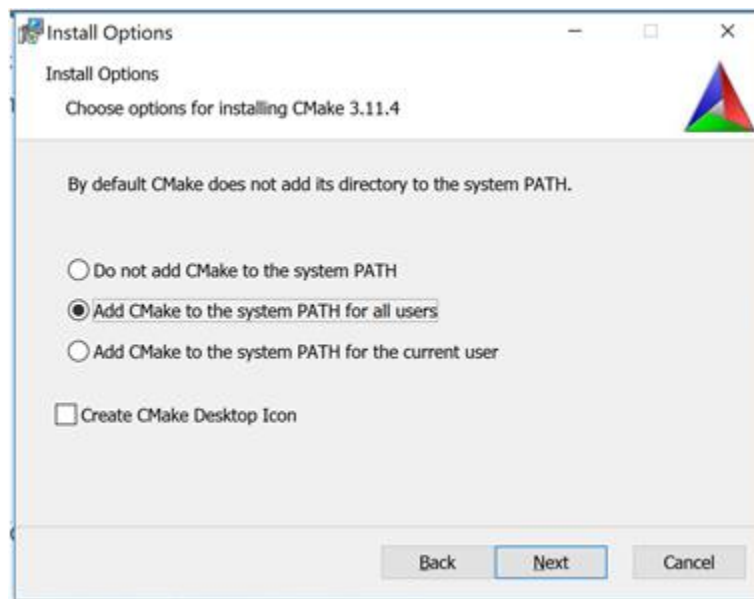 Install Options
Install Options
Choose options for installing CMake 3.11.4
By default CMake does not add its directory to the system PATH.
Do not add CMake to the system PATH
Add CMake to the system PATH for all users
Add CMake to the system PATH for the current user
Create CMake Desktop Icon
Back Next Cancel